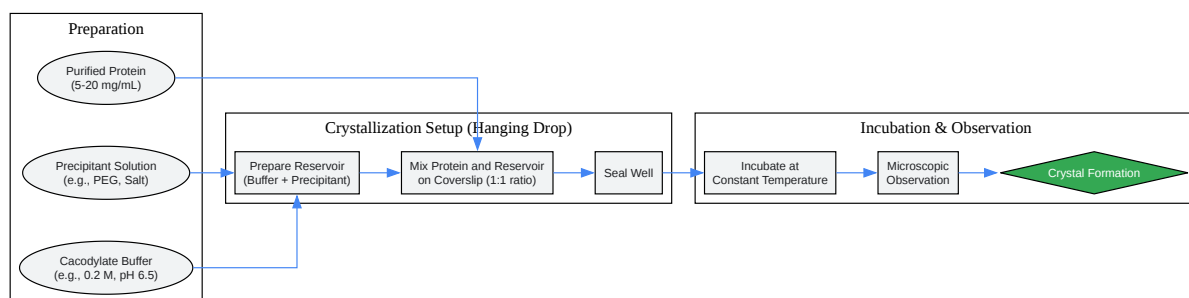 Preparation
Purified Protein
(5-20 mg/mL)
Precipitant Solution
(e.g., PEG, Salt)
Cacodylate Buffer
(e.g., 0.2 M, pH 6.5)
Crystallization Setup (Hanging Drop)
Prepare Reservoir
(Buffer + Precipitant)
Mix Protein and Reservoir
on Coverslip (1:1 ratio)
Seal Well
Incubation & Observation
Incubate at
Constant Temperature
Microscopic
Observation
Crystal Formation